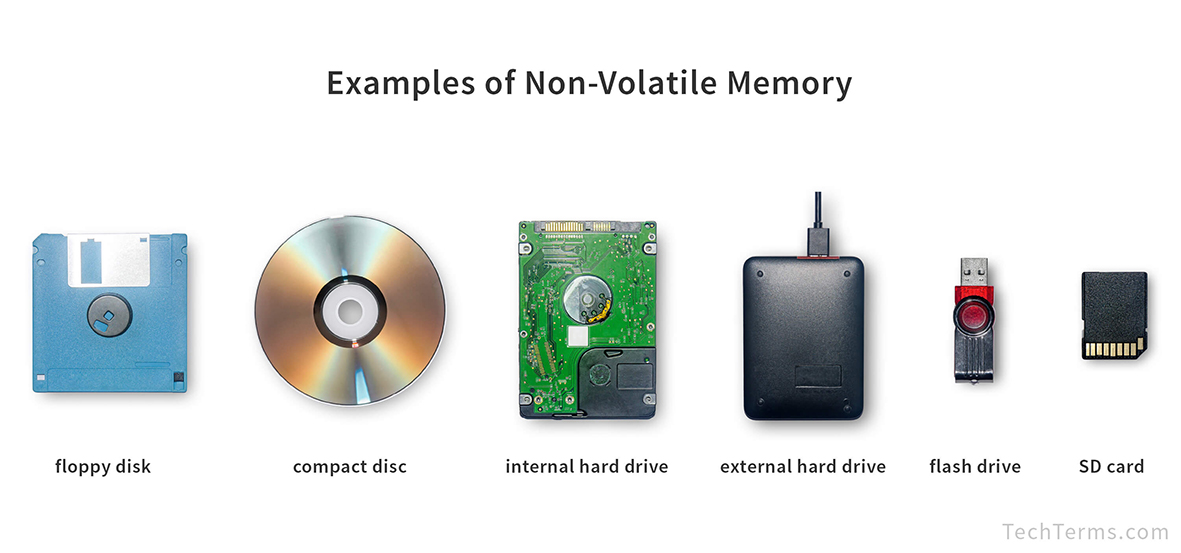 Examples of Non-Volatile Memory
floppy disk
compact disc
internal hard drive
external hard drive
flash drive
SD card
TechTerms.com